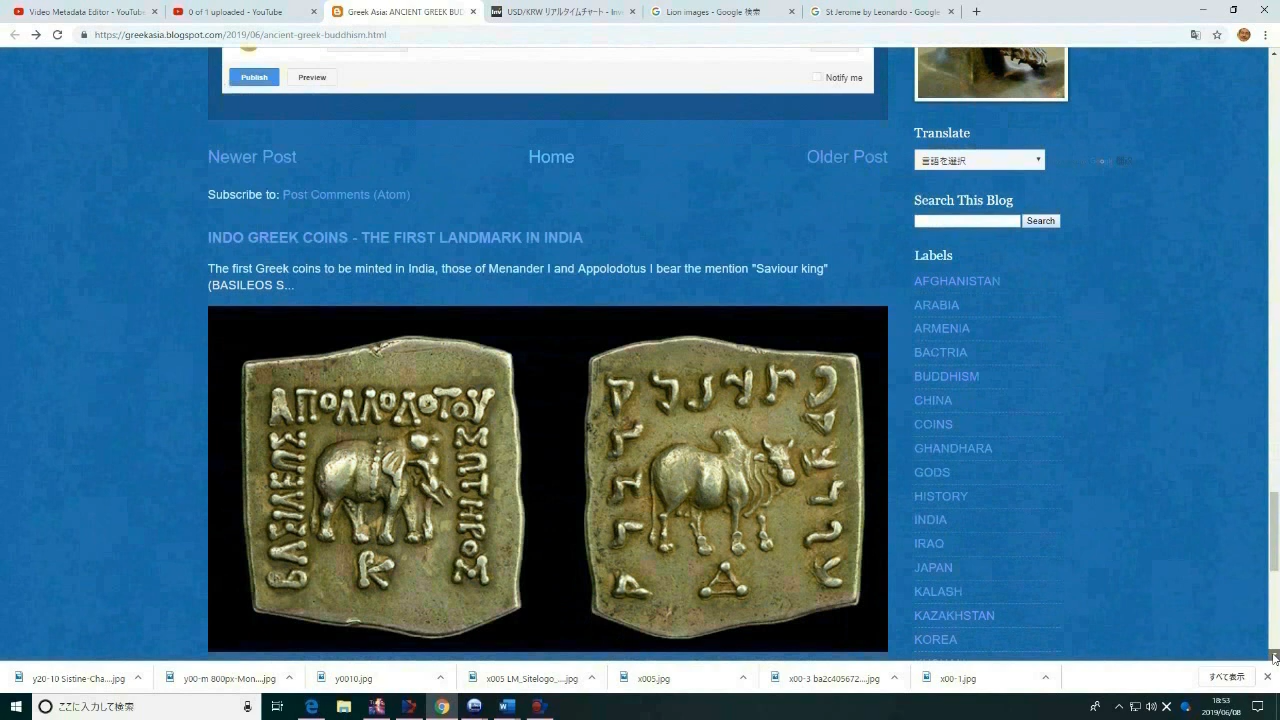 Video Manager - YouTube
0 of 1 uploaded - YouTube
Greek Asia: ANCIENT GREEK BUD
USD/KRW リアルタイムチャート - Inv
Lion images - Google 検索
St Jerome by Leonardo - Google
https://greekasia.blogspot.com/2019/06/ancient-greek-buddhism.html
Publish
Preview
Notify me
Newer Post
Home
Older Post
Subscribe to: Post Comments (Atom)
INDO GREEK COINS - THE FIRST LANDMARK IN INDIA
The first Greek coins to be minted in India, those of Menander I and Appolodotus I bear the mention "Saviour king"
(BASILEOS S...
ΒΑΣΙΛΕΩΣ
ΑΠΟΛΛΟΔΟΤΟΥ
ΣΩΤΗΡΟΣ
Translate
言語を選択
Search This Blog
Search
Labels
AFGHANISTAN
ARABIA
ARMENIA
BACTRIA
BUDDHISM
CHINA
COINS
GHANDHARA
GODS
HISTORY
INDIA
IRAQ
JAPAN
KALASH
KAZAKHSTAN
KOREA
y20-10 Sistine-Cha....jpg
y00-m 800px-Mon....jpg
y0010.jpg
x005 LM_Sitelogo_....jpg
x005.jpg
x00-3 ba2c405672....jpg
x00-1.jpg
すべて表示
ここに入力して検索
18:53
2019/06/08